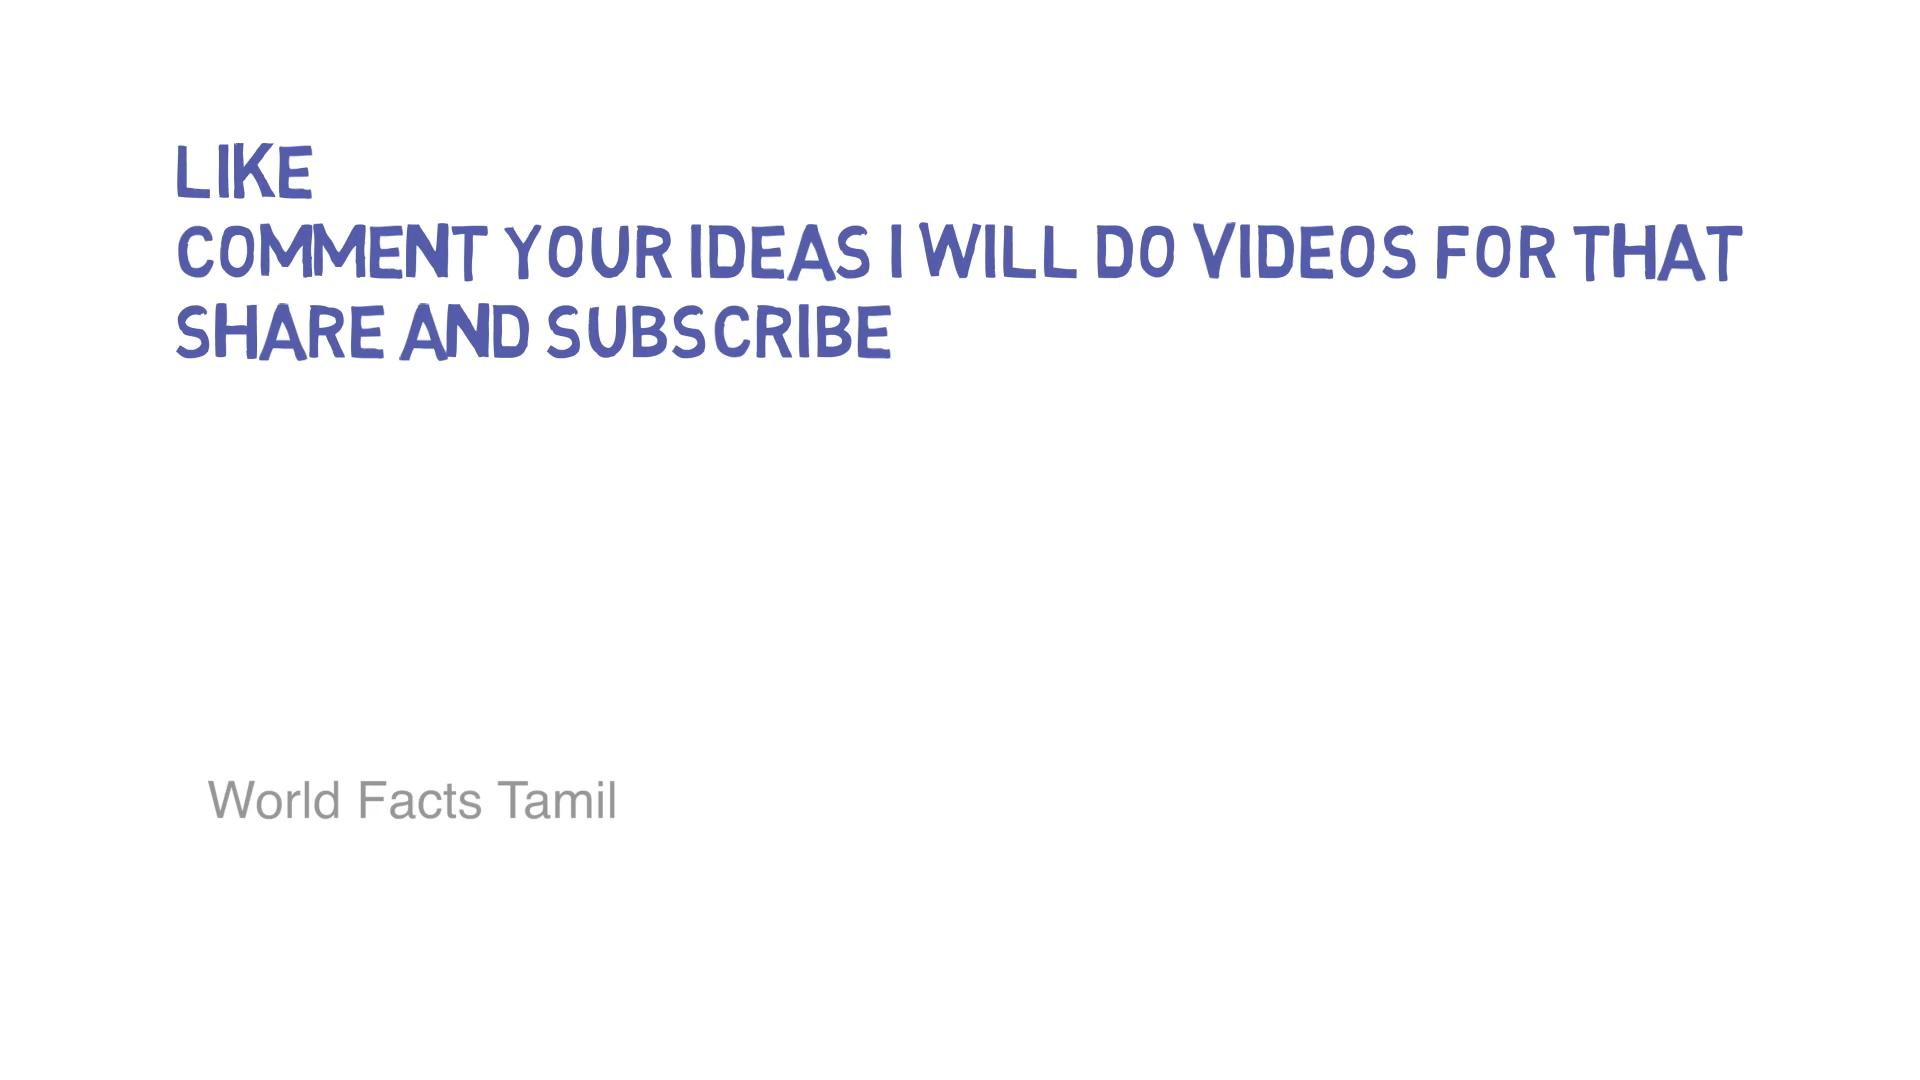 LIKE
COMMENT YOUR IDEAS I WILL DO VIDEOS FOR THAT
SHARE AND SUBSCRIBE
World Facts Tamil